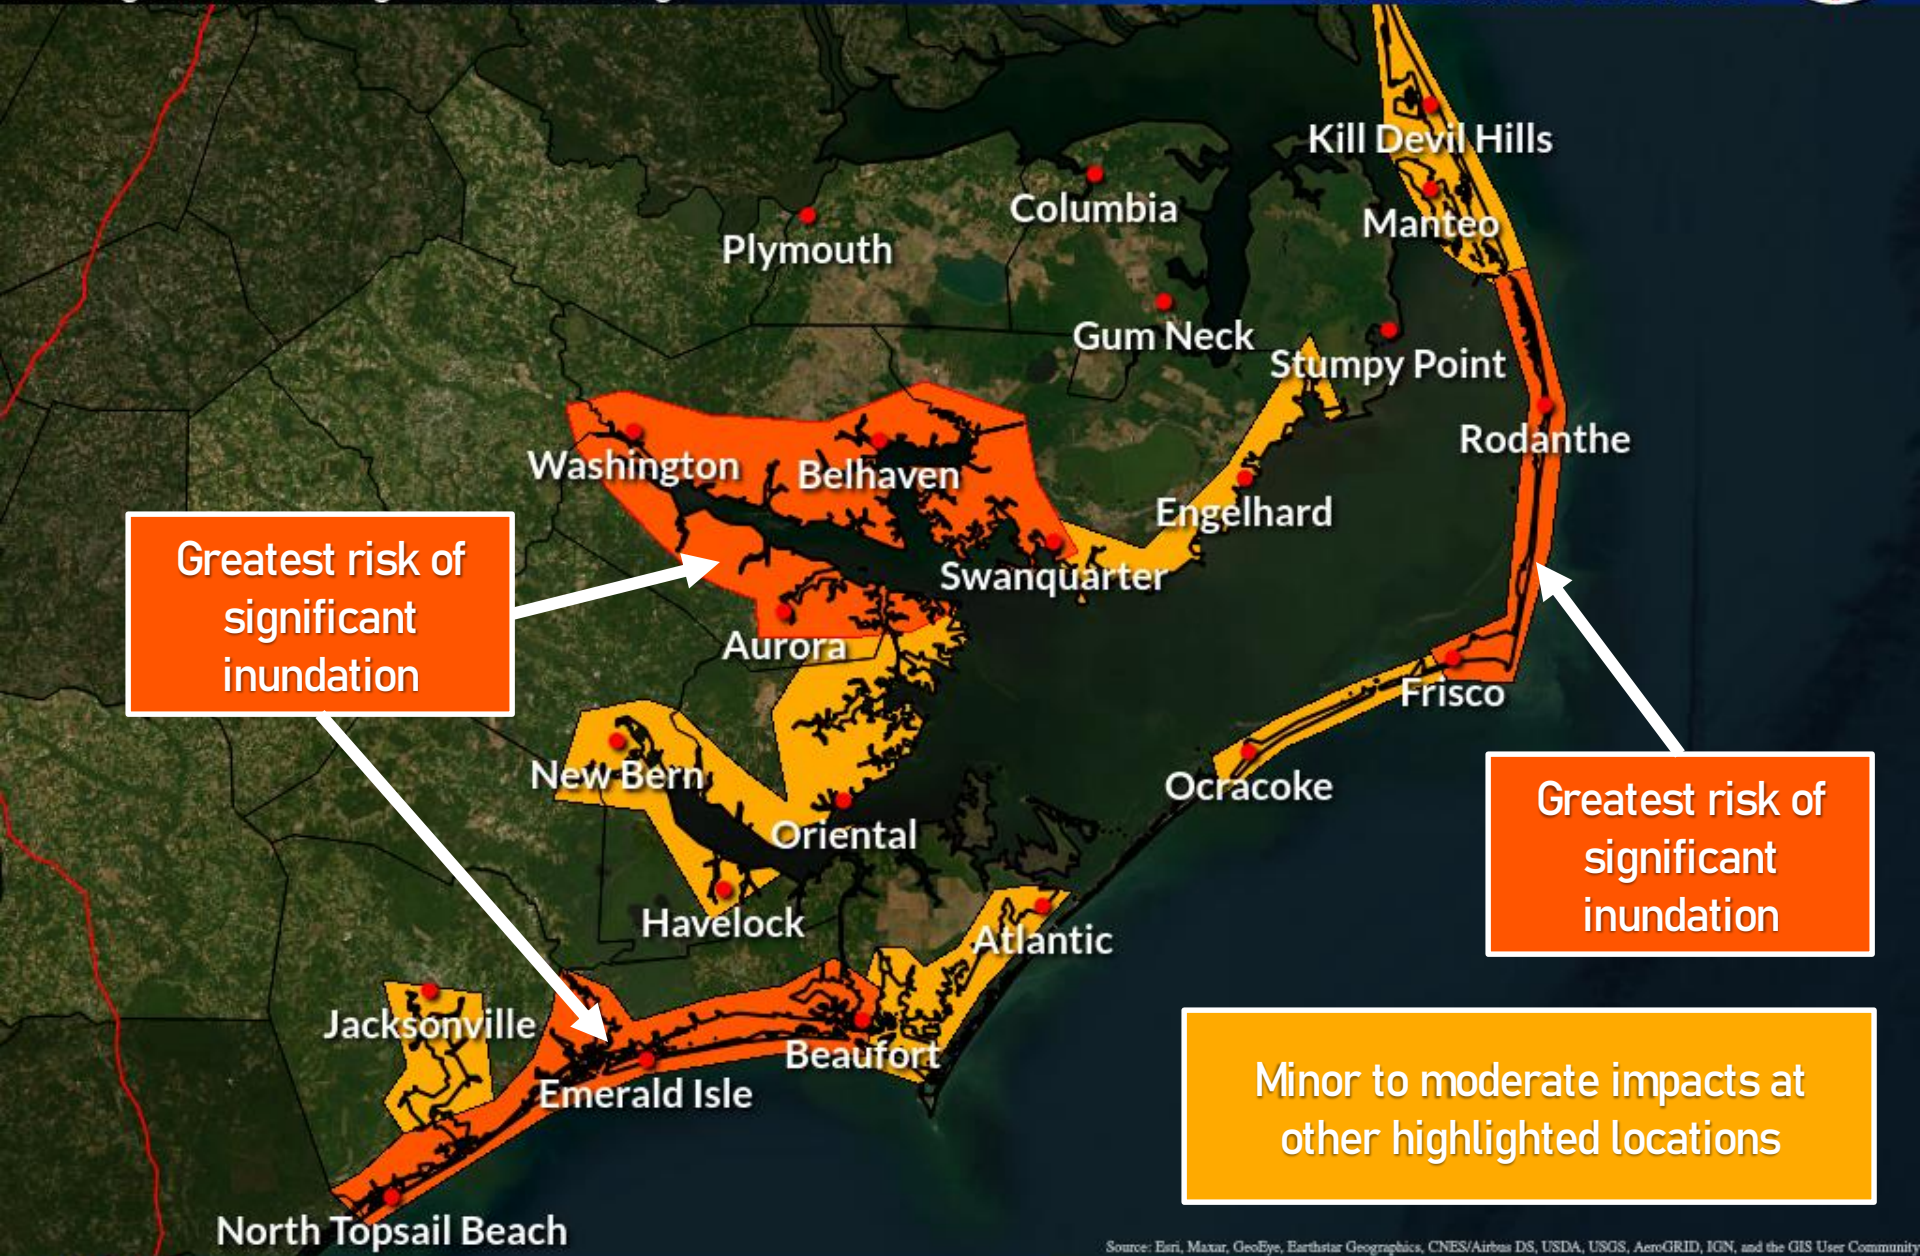 Kill Devil Hills
Columbia
Manteo
Plymouth
Gum Neck
Stumpy Point
Rodanthe
Washington
Belhaven
Engelhard
Greatest risk of
significant
inundation
Swanquarter
Aurora
Frisco
New Bern
Ocracoke
Oriental
Greatest risk of
significant
inundation
Havelock
Atlantic
Jacksonville
Beaufort
Emerald Isle
Minor to moderate impacts at
other highlighted locations
North Topsail Beach
Source: Esri, Maxar, GeoEye, Earthstar Geographics, CNES/Airbus DS, USDA, USGS, AeroGRID, IGN, and the GIS User Community